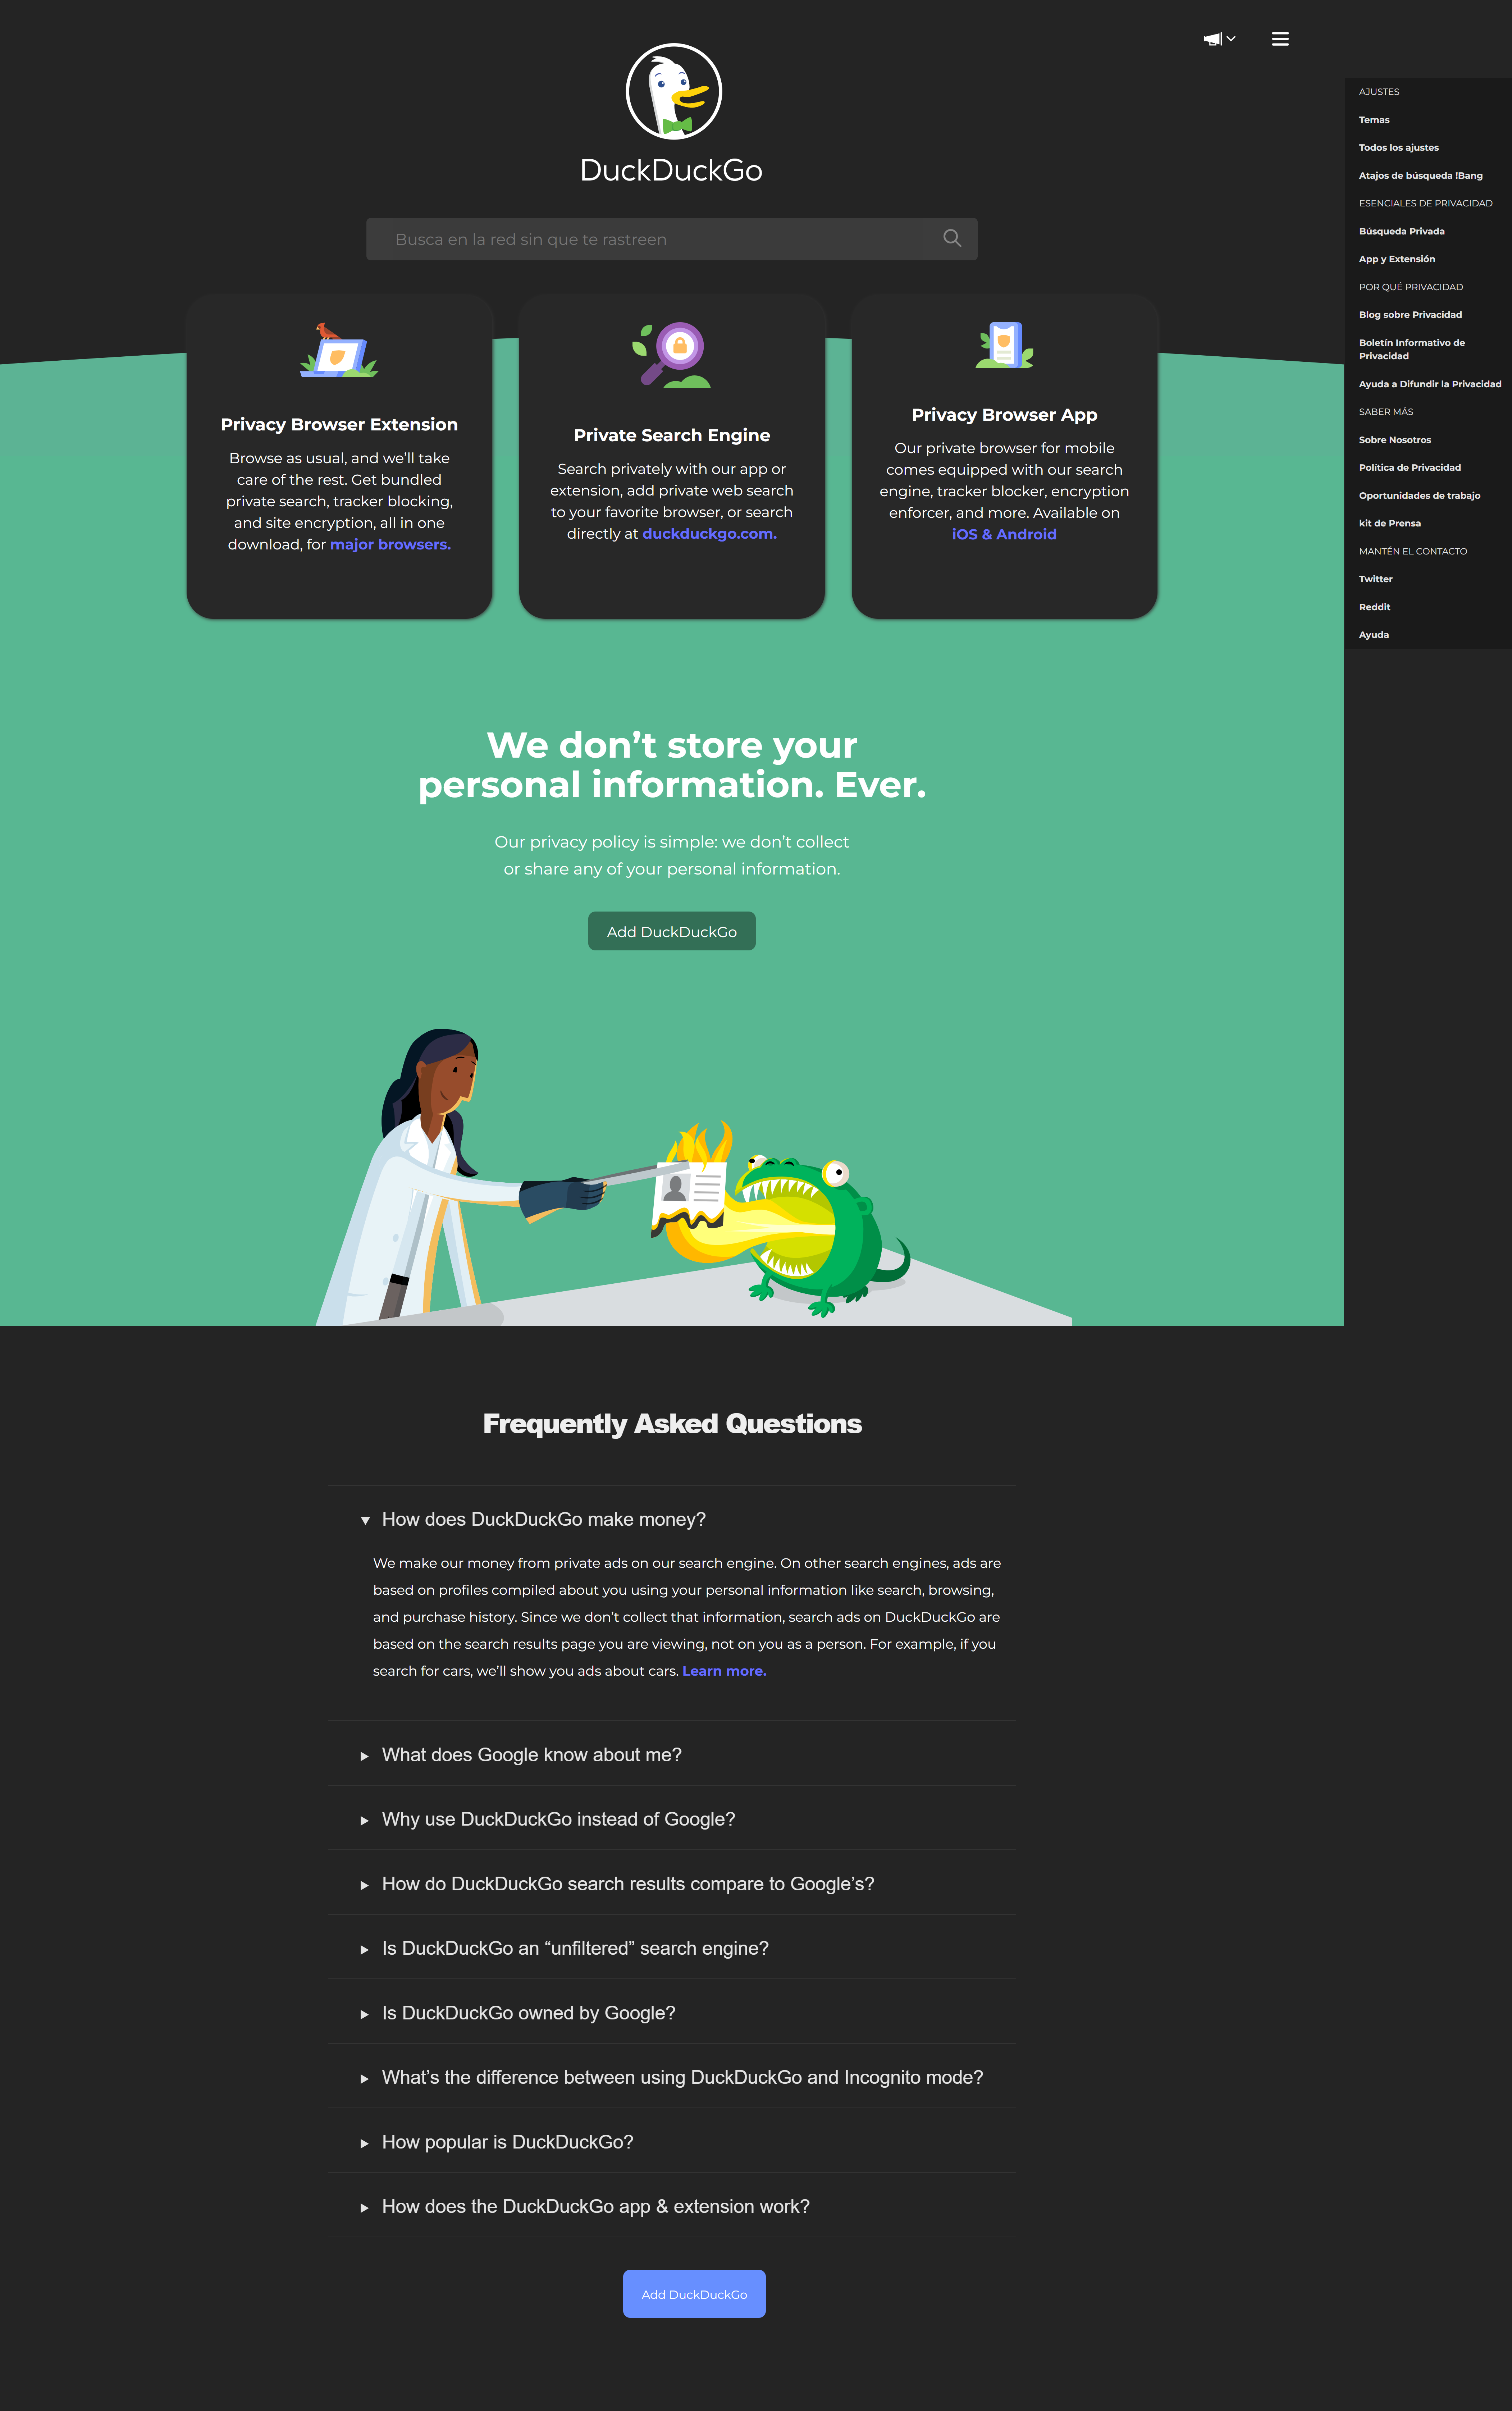 DuckDuckGo
Busca en la red sin que te rastreen
Privacy Browser Extension
Browse as usual, and we’ll take
care of the rest. Get bundled
private search, tracker blocking,
and site encryption, all in one
download, for major browsers.
Private Search Engine
Search privately with our app or
extension, add private web search
to your favorite browser, or search
directly at duckduckgo.com.
Privacy Browser App
Our private browser for mobile
comes equipped with our search
engine, tracker blocker, encryption
enforcer, and more. Available on
iOS & Android
AJUSTES
Temas
Todos los ajustes
Atajos de búsqueda !Bang
ESENCIALES DE PRIVACIDAD
Búsqueda Privada
App y Extensión
POR QUÉ PRIVACIDAD
Blog sobre Privacidad
Boletín Informativo de
Privacidad
Ayuda a Difundir la Privacidad
SABER MÁS
Sobre Nosotros
Política de Privacidad
Oportunidades de trabajo
kit de Prensa
MANTÉN EL CONTACTO
Twitter
Reddit
Ayuda
We don’t store your
personal information. Ever.
Our privacy policy is simple: we don’t collect
or share any of your personal information.
Add DuckDuckGo
Frequently Asked Questions
How does DuckDuckGo make money?
We make our money from private ads on our search engine. On other search engines, ads are
based on profiles compiled about you using your personal information like search, browsing,
and purchase history. Since we don’t collect that information, search ads on DuckDuckGo are
based on the search results page you are viewing, not on you as a person. For example, if you
search for cars, we’ll show you ads about cars. Learn more.
What does Google know about me?
Why use DuckDuckGo instead of Google?
How do DuckDuckGo search results compare to Google’s?
Is DuckDuckGo an “unfiltered” search engine?
Is DuckDuckGo owned by Google?
What’s the difference between using DuckDuckGo and Incognito mode?
How popular is DuckDuckGo?
How does the DuckDuckGo app & extension work?
Add DuckDuckGo